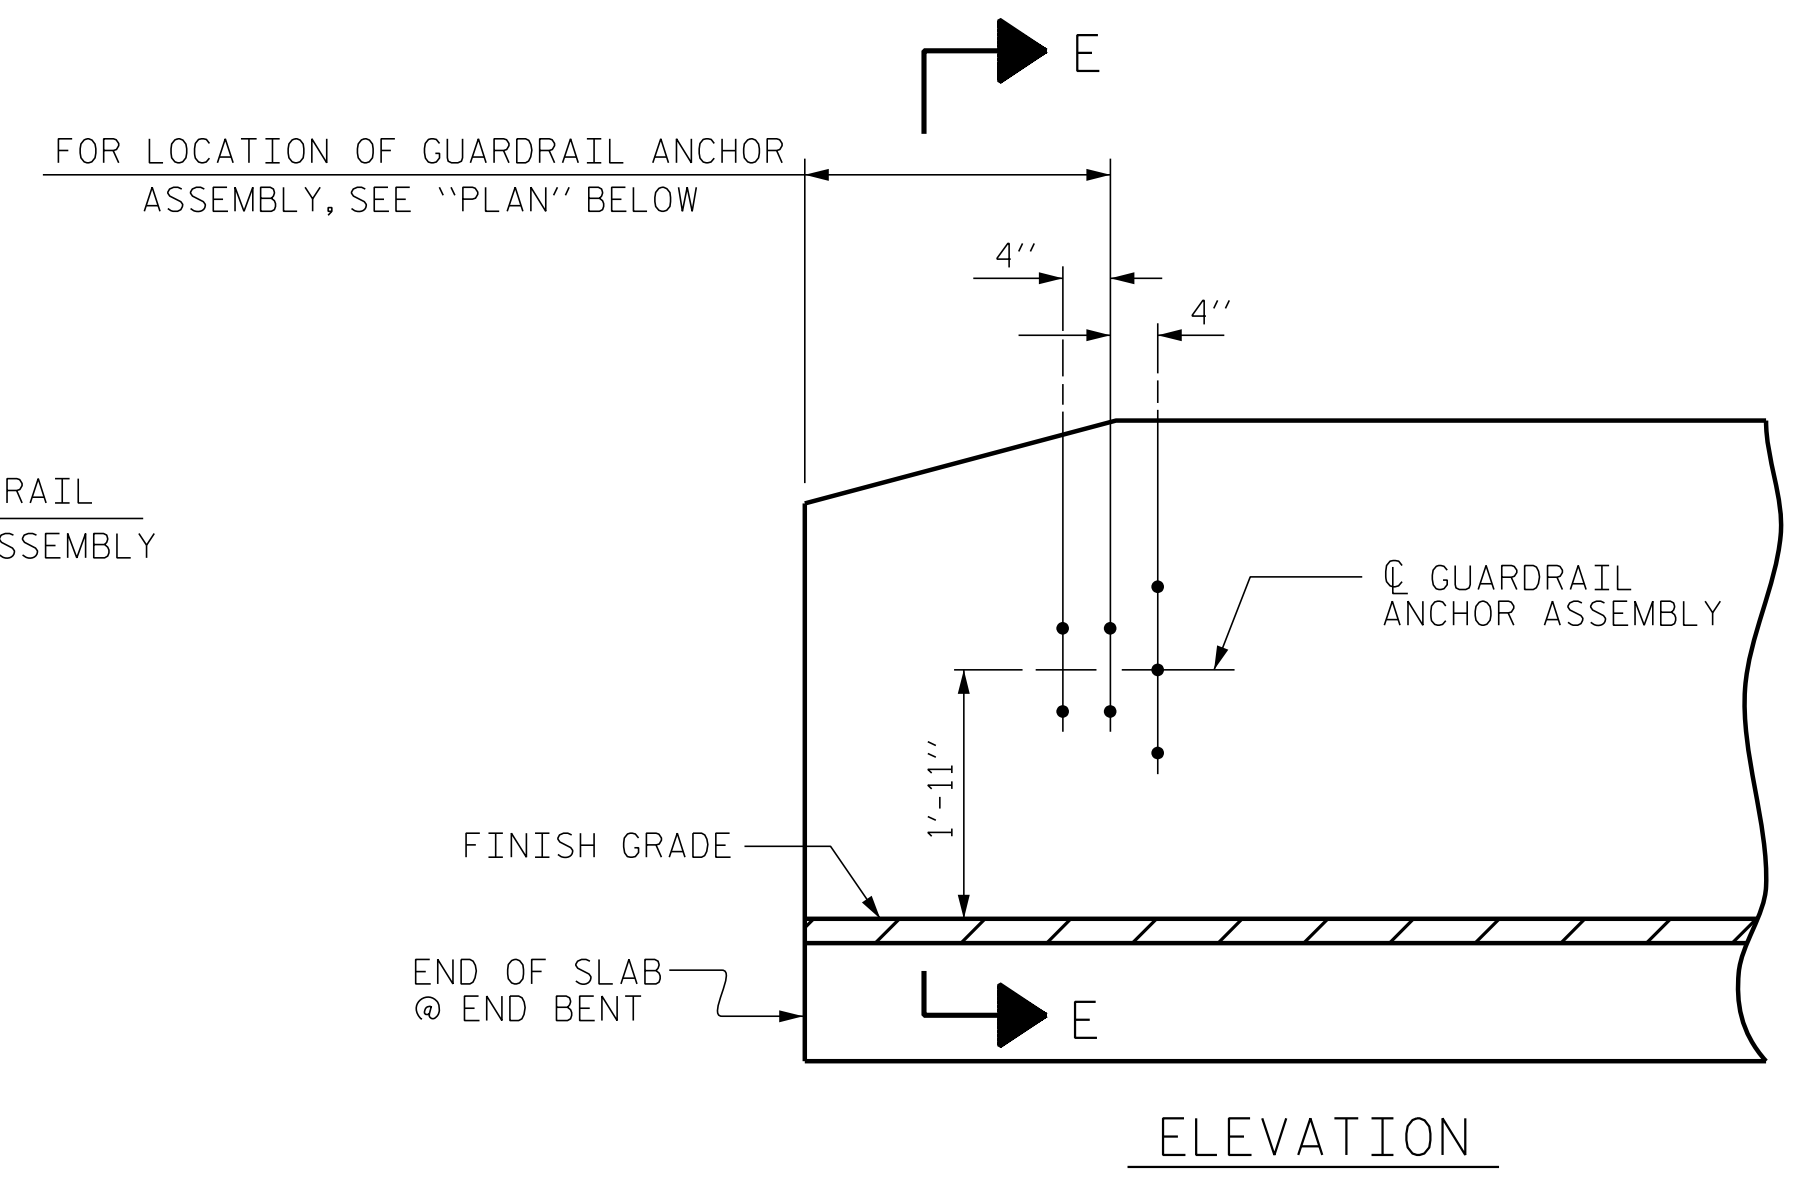 E
FOR LOCATION OF GUARDRAIL ANCHOR
ASSEMBLY, SEE ‵‵PLAN′′ BELOW
4′′
4′′
RAIL
SSEMBLY
℄ GUARDRAIL
ANCHOR ASSEMBLY
1′-11′′
FINISH GRADE
END OF SLAB
@ END BENT
E
ELEVATION